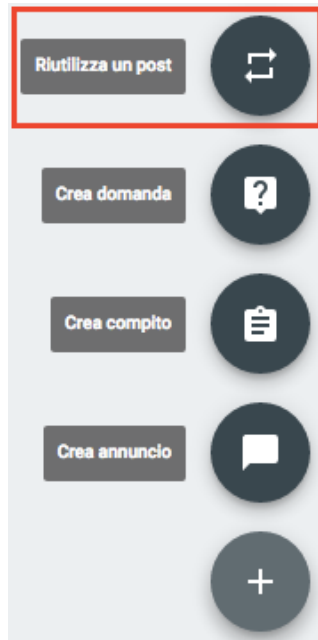 Riutilizza un post
Crea domanda
Crea compito
Crea annuncio